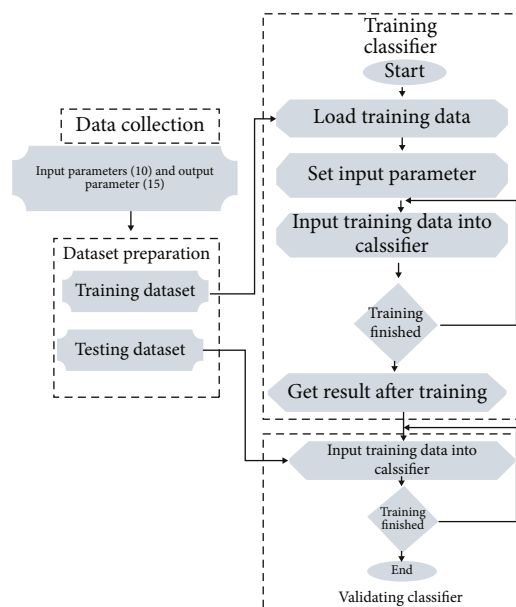 Training
classifier
Start
Load training data
Set input parameter
Input training data into
calssifier
Training
finished
Get result after training
Data collection
Input parameters (10) and output
parameter (15)
Dataset preparation
Training dataset
Testing dataset
Input training data into
calssifier
Training
finished
End
Validating classifier